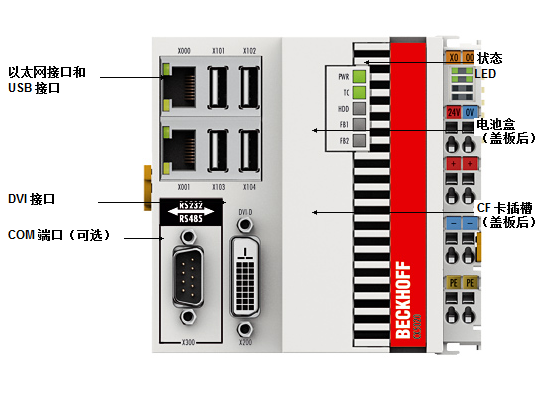 X000 X101 X102
以太网接口和
USB 接口
状态
LED
X0 00
PWR
TC
HDD
FB1
FB2
24V 0V
电池盒
（盖板后）
+ +
X001 X103 X104
DVI 接口
RS232
RS485
DVI D
CF 卡插槽
（盖板后）
COM 端口（可选）
− −
PE PE
BECKHOFF
X300
X200